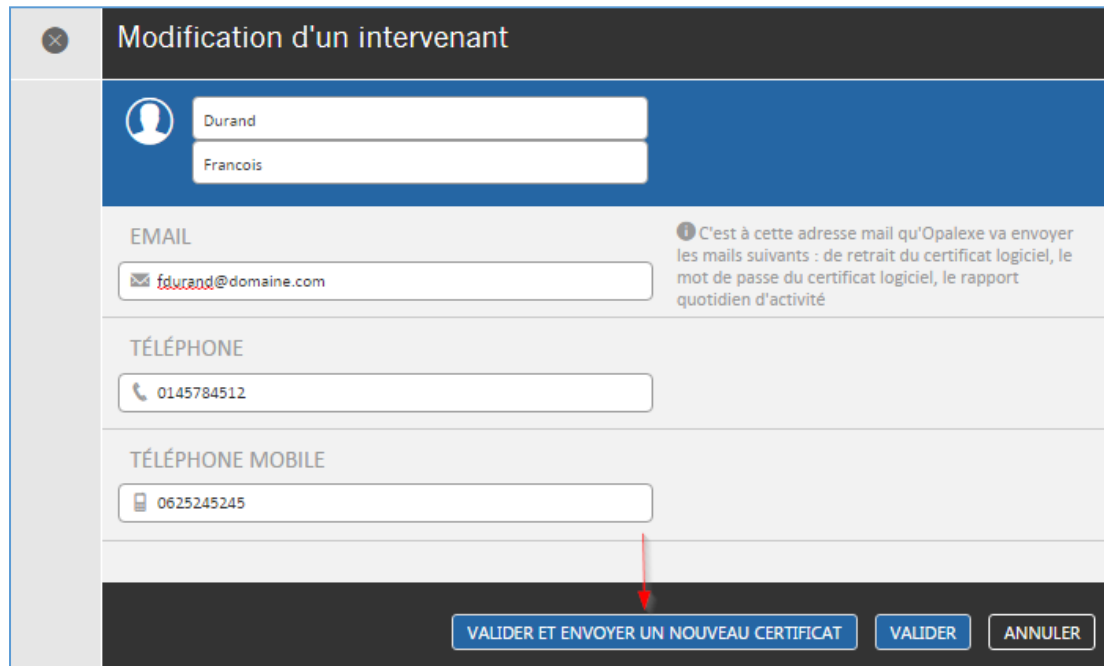 Modification d'un intervenant
Durand
Francois
EMAIL
fdurand@domaine.com
C'est à cette adresse mail qu'Opalexe va envoyer
les mails suivants : de retrait du certificat logiciel, le
mot de passe du certificat logiciel, le rapport
quotidien d'activité
TÉLÉPHONE
0145784512
TÉLÉPHONE MOBILE
0625245245
VALIDER ET ENVOYER UN NOUVEAU CERTIFICAT
VALIDER
ANNULER